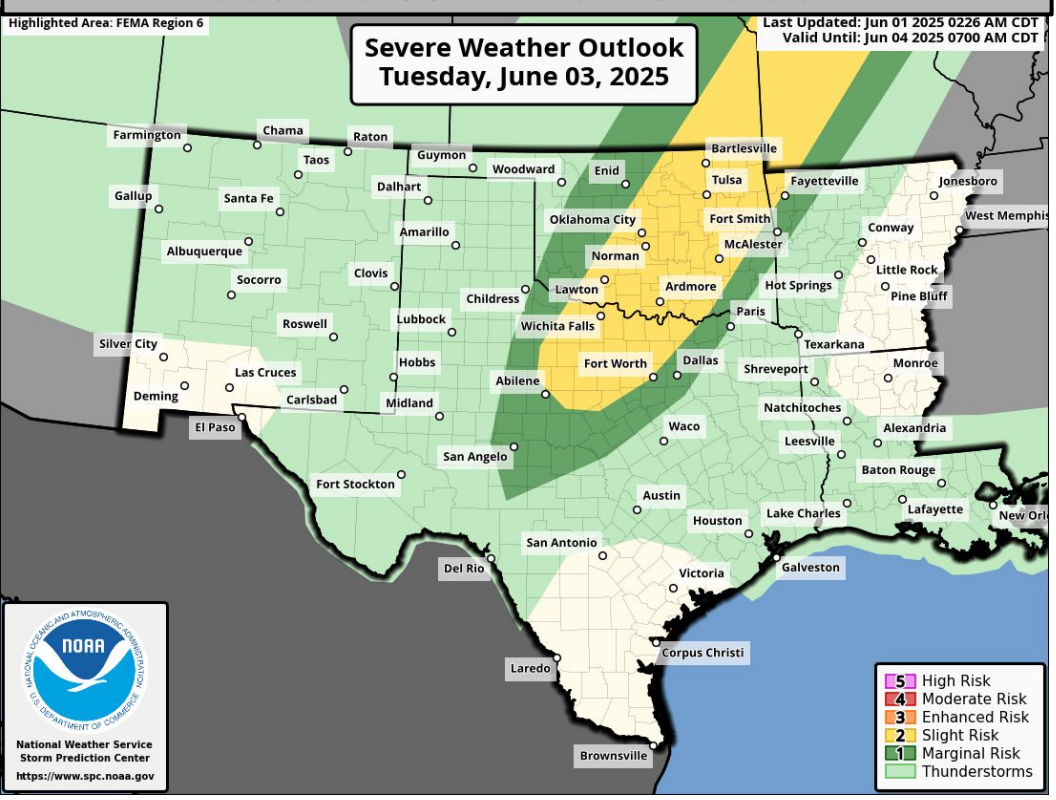 Highlighted Area: FEMA Region 6
Last Updated: Jun 01 2025 0226 AM CDT
Valid Until: Jun 04 2025 0700 AM CDT
Severe Weather Outlook
Tuesday, June 03, 2025
Farmington
Chama
Raton
Taos
Guymon
Woodward
Enid
Bartlesville
Tulsa
Fayetteville
Jonesboro
Gallup
Santa Fe
Dalhart
Oklahoma City
Fort Smith
West Memphis
Albuquerque
Amarillo
Norman
McAlester
Conway
Socorro
Clovis
Lawton
Ardmore
Hot Springs
Little Rock
Childress
Pine Bluff
Roswell
Lubbock
Wichita Falls
Paris
Texarkana
Silver City
Las Cruces
Hobbs
Fort Worth
Dallas
Shreveport
Monroe
Deming
Carlsbad
Midland
Abilene
Natchitoches
El Paso
Waco
Leesville
Alexandria
San Angelo
Fort Stockton
Baton Rouge
Austin
Houston
Lake Charles
Lafayette
New Orl
San Antonio
Del Rio
Victoria
Galveston
Laredo
Corpus Christi
Brownsville
NATIONAL OCEANIC AND ATMOSPHERIC ADMINISTRATION
NOAA
U.S. DEPARTMENT OF COMMERCE
National Weather Service
Storm Prediction Center
https://www.spc.noaa.gov
5 High Risk
4 Moderate Risk
3 Enhanced Risk
2 Slight Risk
1 Marginal Risk
Thunderstorms